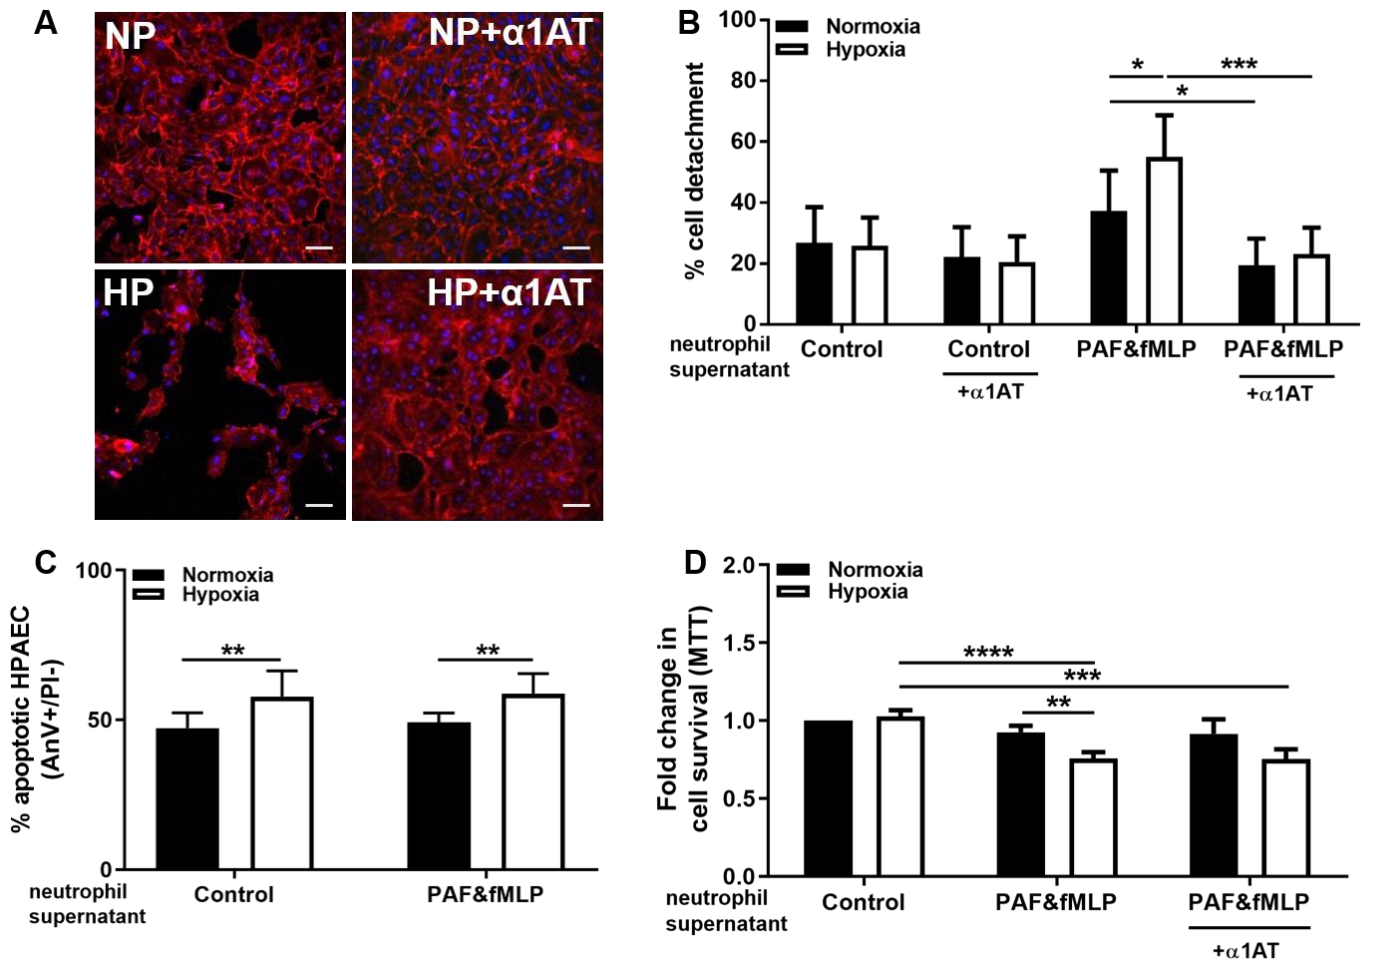 A
NP
NP+α1AT
HP
HP+α1AT
B
Normoxia
Hypoxia
% cell detachment
100
80
60
40
20
0
*
***
*
neutrophil
supernatant
Control
Control
PAF&fMLP
PAF&fMLP
+α1AT
+α1AT
C
Normoxia
Hypoxia
% apoptotic HPAEC
(AnV+/PI-)
100
50
0
**
**
neutrophil
supernatant
Control
PAF&fMLP
D
Normoxia
Hypoxia
Fold change in
cell survival (MTT)
2.0
1.5
1.0
0.5
0.0
****
***
**
neutrophil
supernatant
Control
PAF&fMLP
PAF&fMLP
+α1AT